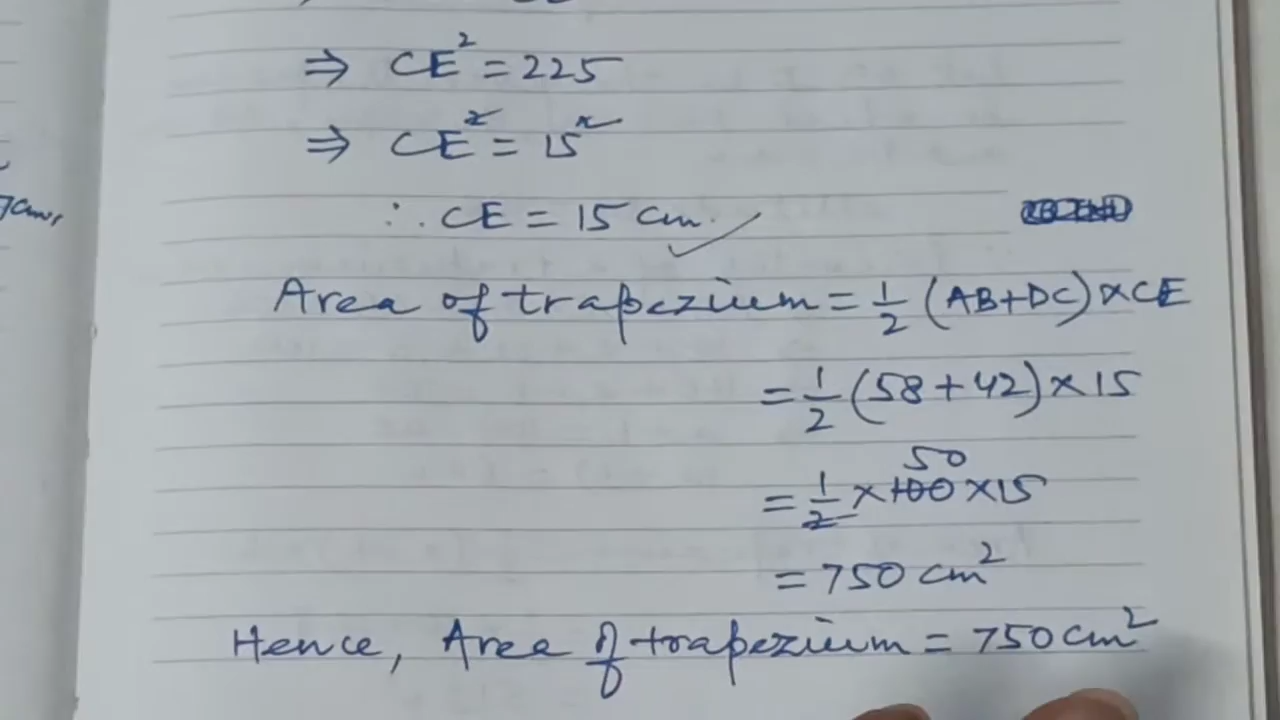 ⇒ CE² = 225
⇒ CE² = 15²
∴ CE = 15 cm.
7cm,
Area of trapezium = 1/2 (AB+DC) × CE
= 1/2 (58 + 42) × 15
50
= 1/2 × 100 × 15
= 750 cm²
Hence, Area of trapezium = 750 cm²